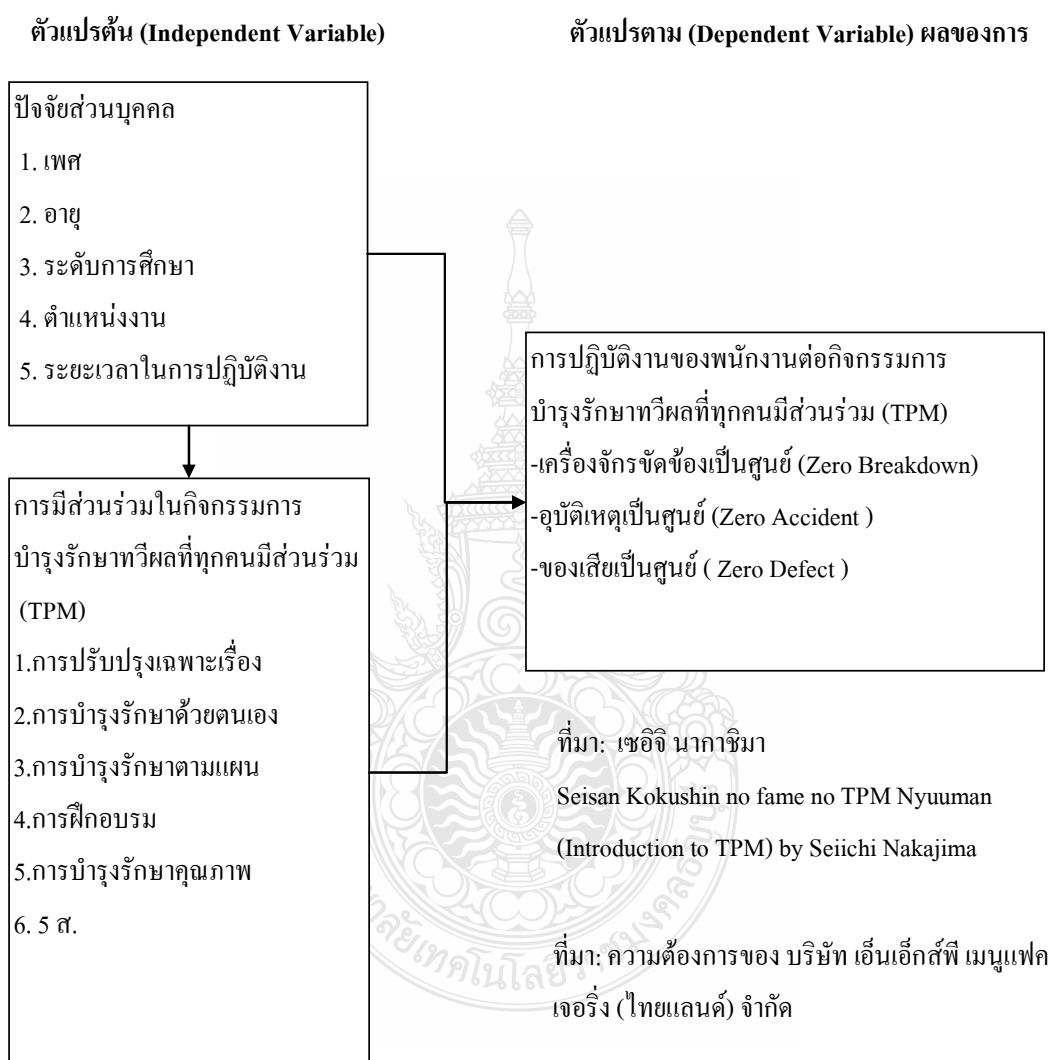 ตัวแปรต้น (Independent Variable)
ตัวแปรตาม (Dependent Variable) ผลของการ
ปัจจัยส่วนบุคคล
1. เพศ
2. อายุ
3. ระดับการศึกษา
4. ตำแหน่งงาน
5. ระยะเวลาในการปฏิบัติงาน
การมีส่วนร่วมในกิจกรรมการ
บำรุงรักษาทวีผลที่ทุกคนมีส่วนร่วม
(TPM)
1.การปรับปรุงเฉพาะเรื่อง
2.การบำรุงรักษาด้วยตนเอง
3.การบำรุงรักษาตามแผน
4.การฝึกอบรม
5.การบำรุงรักษาคุณภาพ
6. 5 ส.
การปฏิบัติงานของพนักงานต่อกิจกรรมการ
บำรุงรักษาทวีผลที่ทุกคนมีส่วนร่วม (TPM)
-เครื่องจักรขัดข้องเป็นศูนย์ (Zero Breakdown)
-อุบัติเหตุเป็นศูนย์ (Zero Accident )
-ของเสียเป็นศูนย์ ( Zero Defect )
ที่มา: เซอิจิ นากาชิมา
Seisan Kokushin no fame no TPM Nyuuman
(Introduction to TPM) by Seiichi Nakajima
ที่มา: ความต้องการของ บริษัท เอ็นเอ็กส์พี เมนูแฟค
เจอริ่ง (ไทยแลนด์) จำกัด